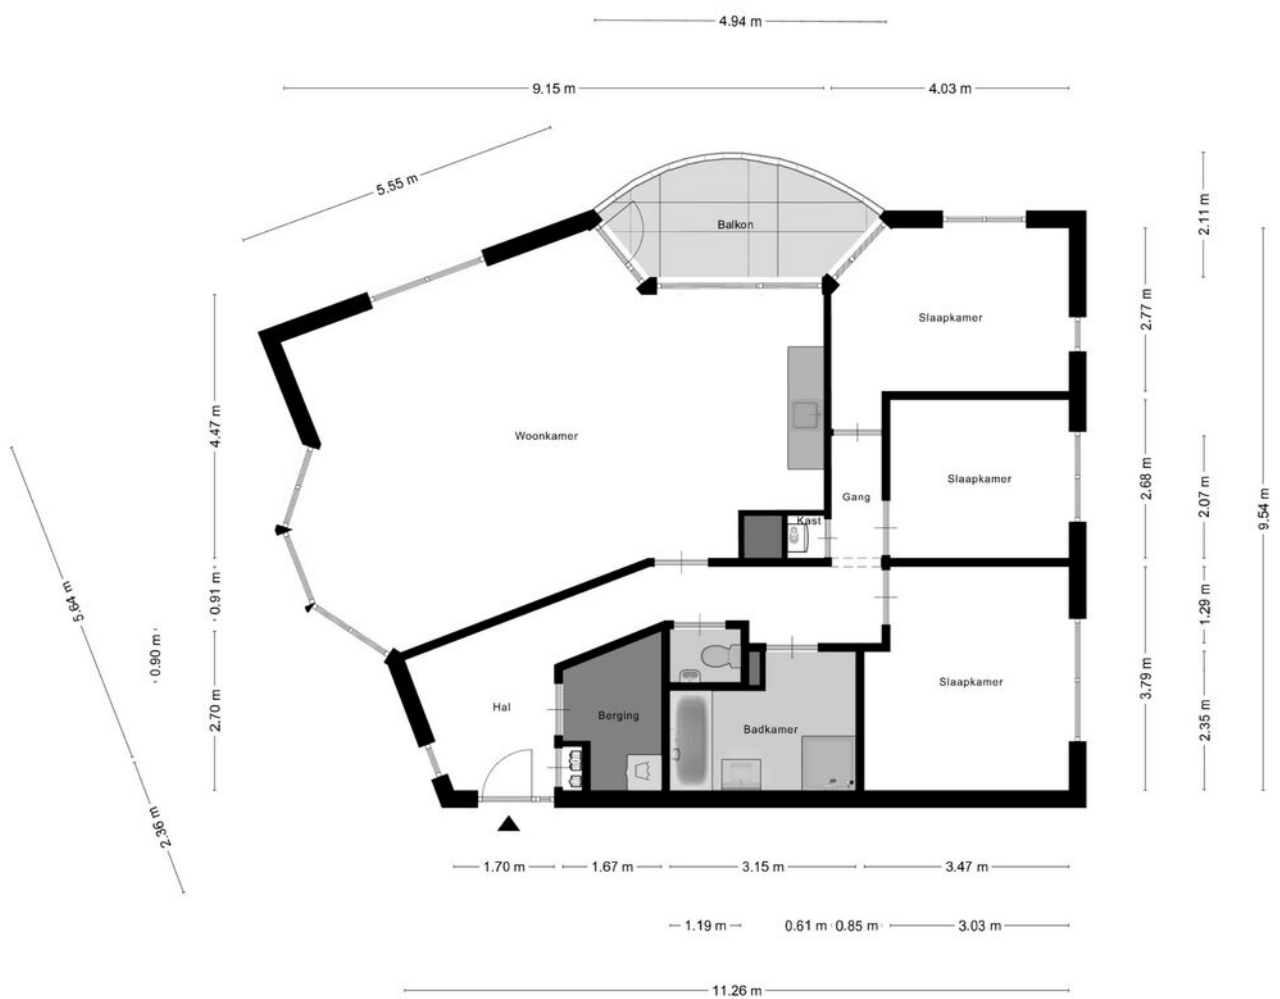 4.94 m
9.15 m
4.03 m
5.55 m
2.11 m
Balkon
2.77 m
Slaapkamer
4.47 m
Woonkamer
2.68 m
Slaapkamer
Gang
2.07 m
9.54 m
Kast
5.64 m
0.91 m
1.29 m
0.90 m
3.79 m
Slaapkamer
2.70 m
Hal
Berging
Badkamer
2.35 m
2.36 m
1.70 m
1.67 m
3.15 m
3.47 m
1.19 m
0.61 m
0.85 m
3.03 m
11.26 m